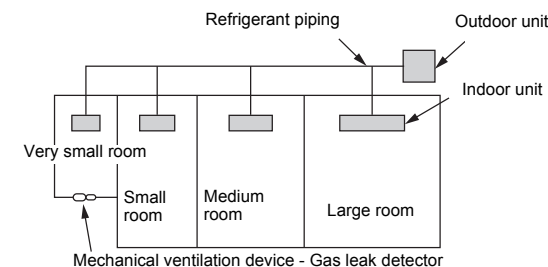 Refrigerant piping
Outdoor unit
Indoor unit
Very small room
Small
room
Medium
room
Large room
Mechanical ventilation device - Gas leak detector